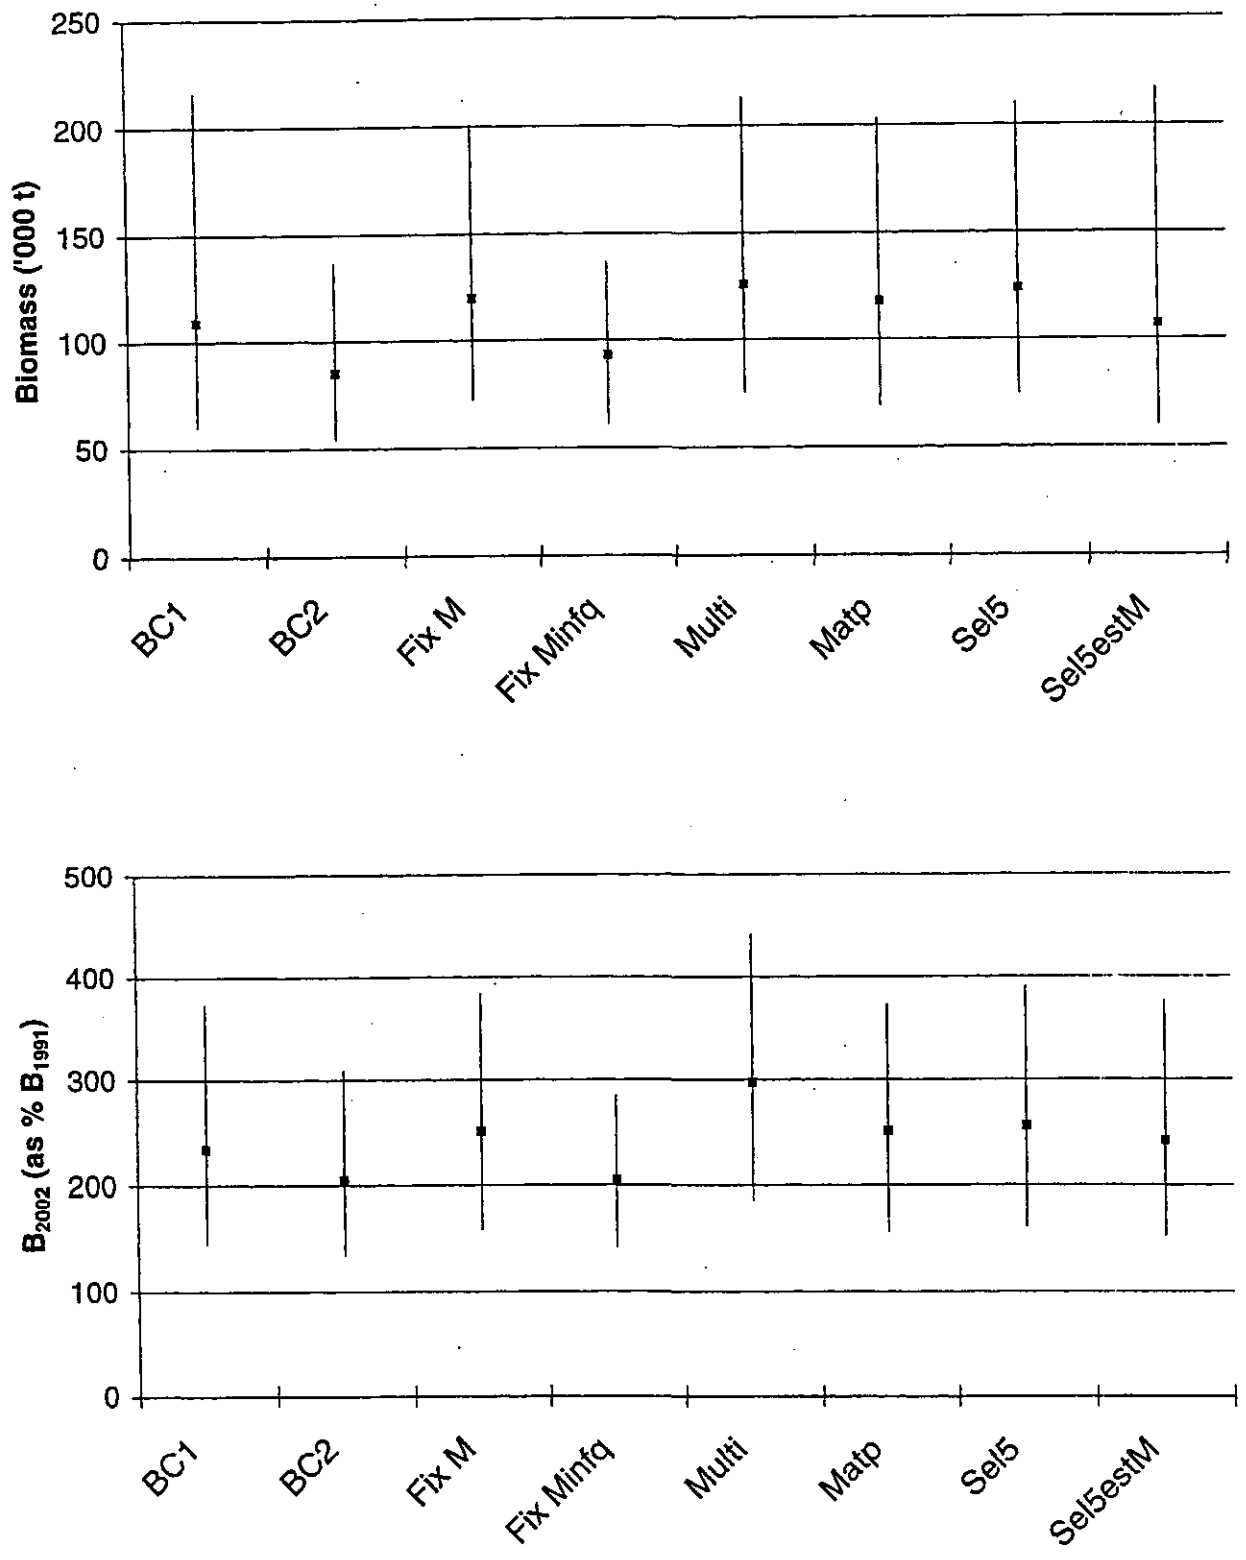 250
200
150
100
50
0
Biomass ('000 t)
BC1
BC2
Fix M
Fix Minfq
Multi
Matp
Sel5
Sel5estM
500
400
300
200
100
0
B2002 (as % B1991)
BC1
BC2
Fix M
Fix Minfq
Multi
Matp
Sel5
Sel5estM